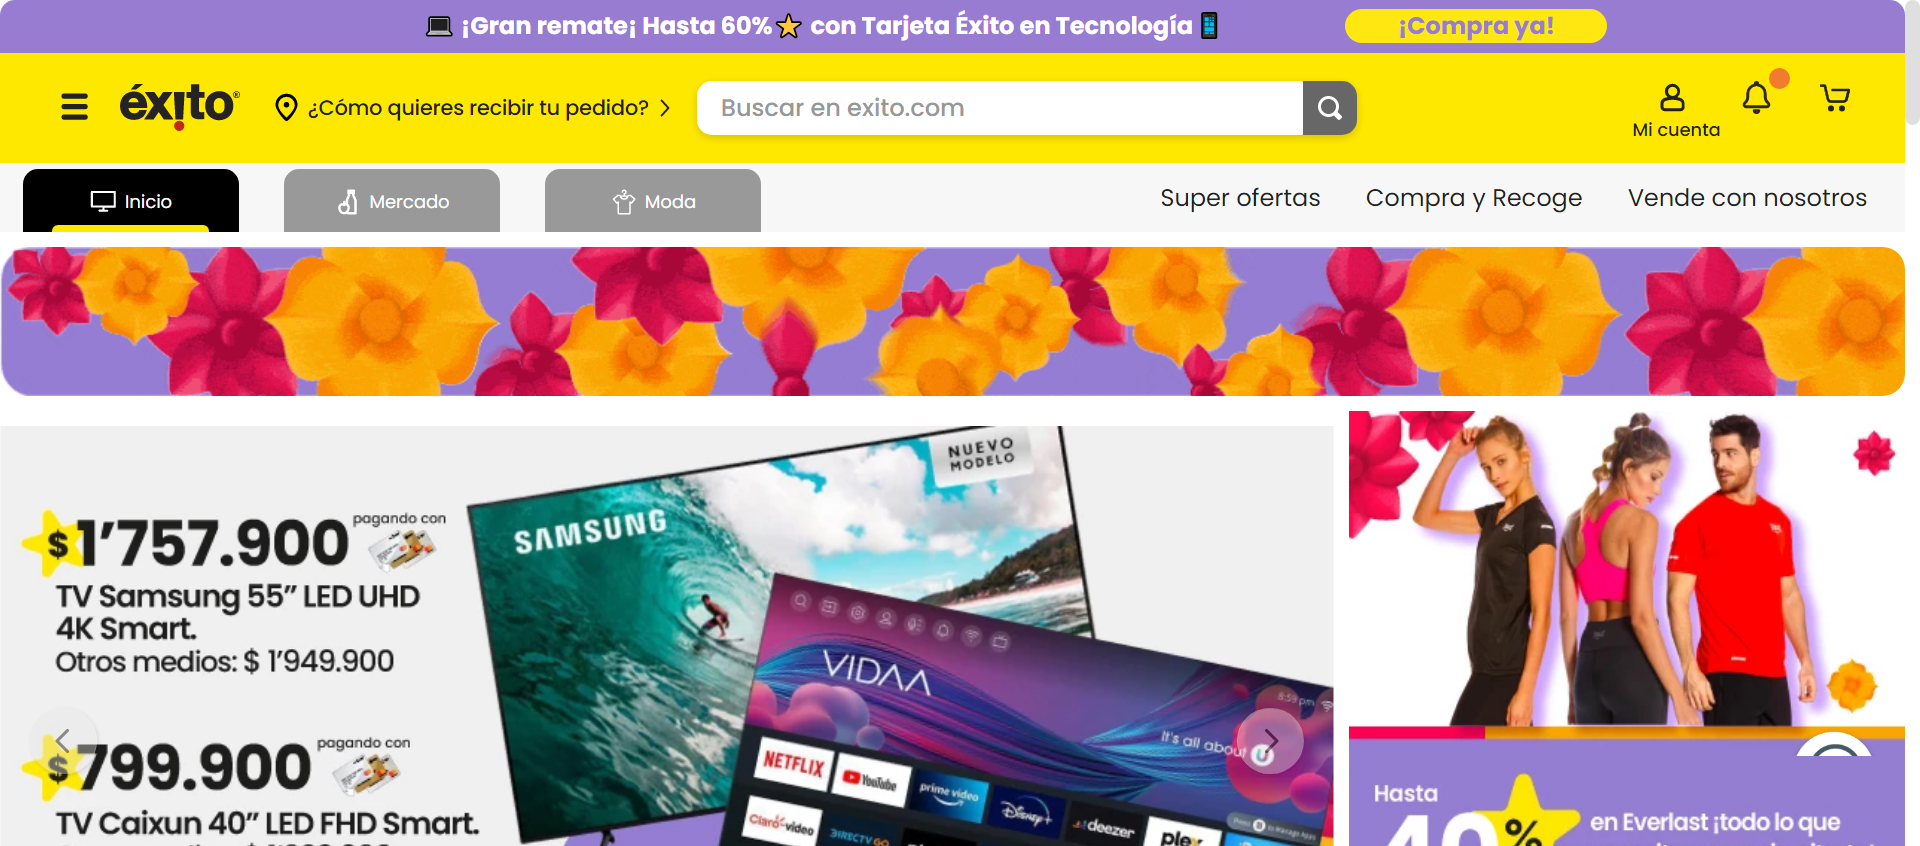 ¡Gran remate¡ Hasta 60% con Tarjeta Éxito en Tecnología
¡Compra ya!
éxito
¿Cómo quieres recibir tu pedido?
Buscar en exito.com
Mi cuenta
Inicio
Mercado
Moda
Super ofertas
Compra y Recoge
Vende con nosotros
NUEVO
MODELO
SAMSUNG
$1'757.900
pagando con
TV Samsung 55” LED UHD
4K Smart.
Otros medios: $ 1'949.900
VIDAA
8:59 pm
It's all about U
NETFLIX
YouTube
prime video
Disney+
deezer
plex
Claro video
DIRECTV GO
$799.900
pagando con
TV Caixun 40” LED FHD Smart.
Hasta
40%
en Everlast ¡todo lo que